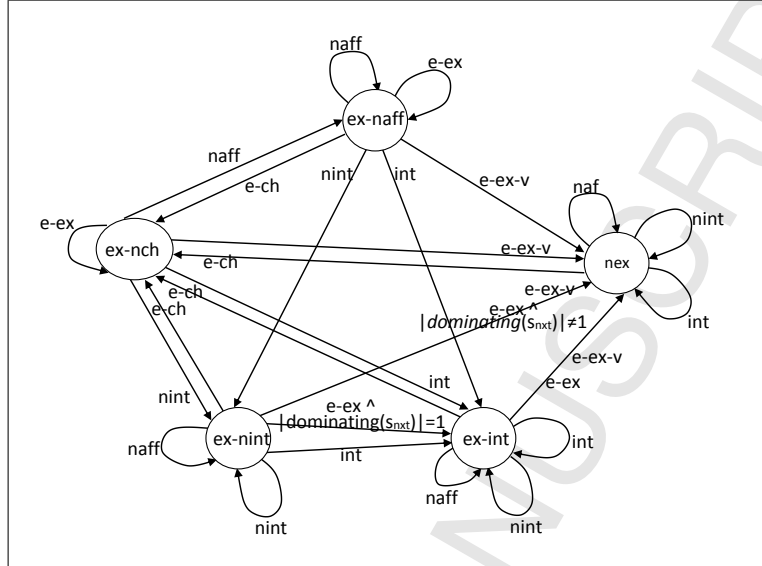 naff
e-ex
ex-naff
naff
nint
int
e-ch
e-ex-v
naf
nint
e-ex
ex-nch
e-ex-v
e-ch
nex
e-ch
e-ch
e-ex-v
e-ex ^
|dominating(sₙₓₜ)|≠1
int
e-ex-v
nint
int
e-ex
e-ex ^
|dominating(sₙₓₜ)|=1
ex-nint
ex-int
int
naff
int
naff
nint
nint
NUSCRIP